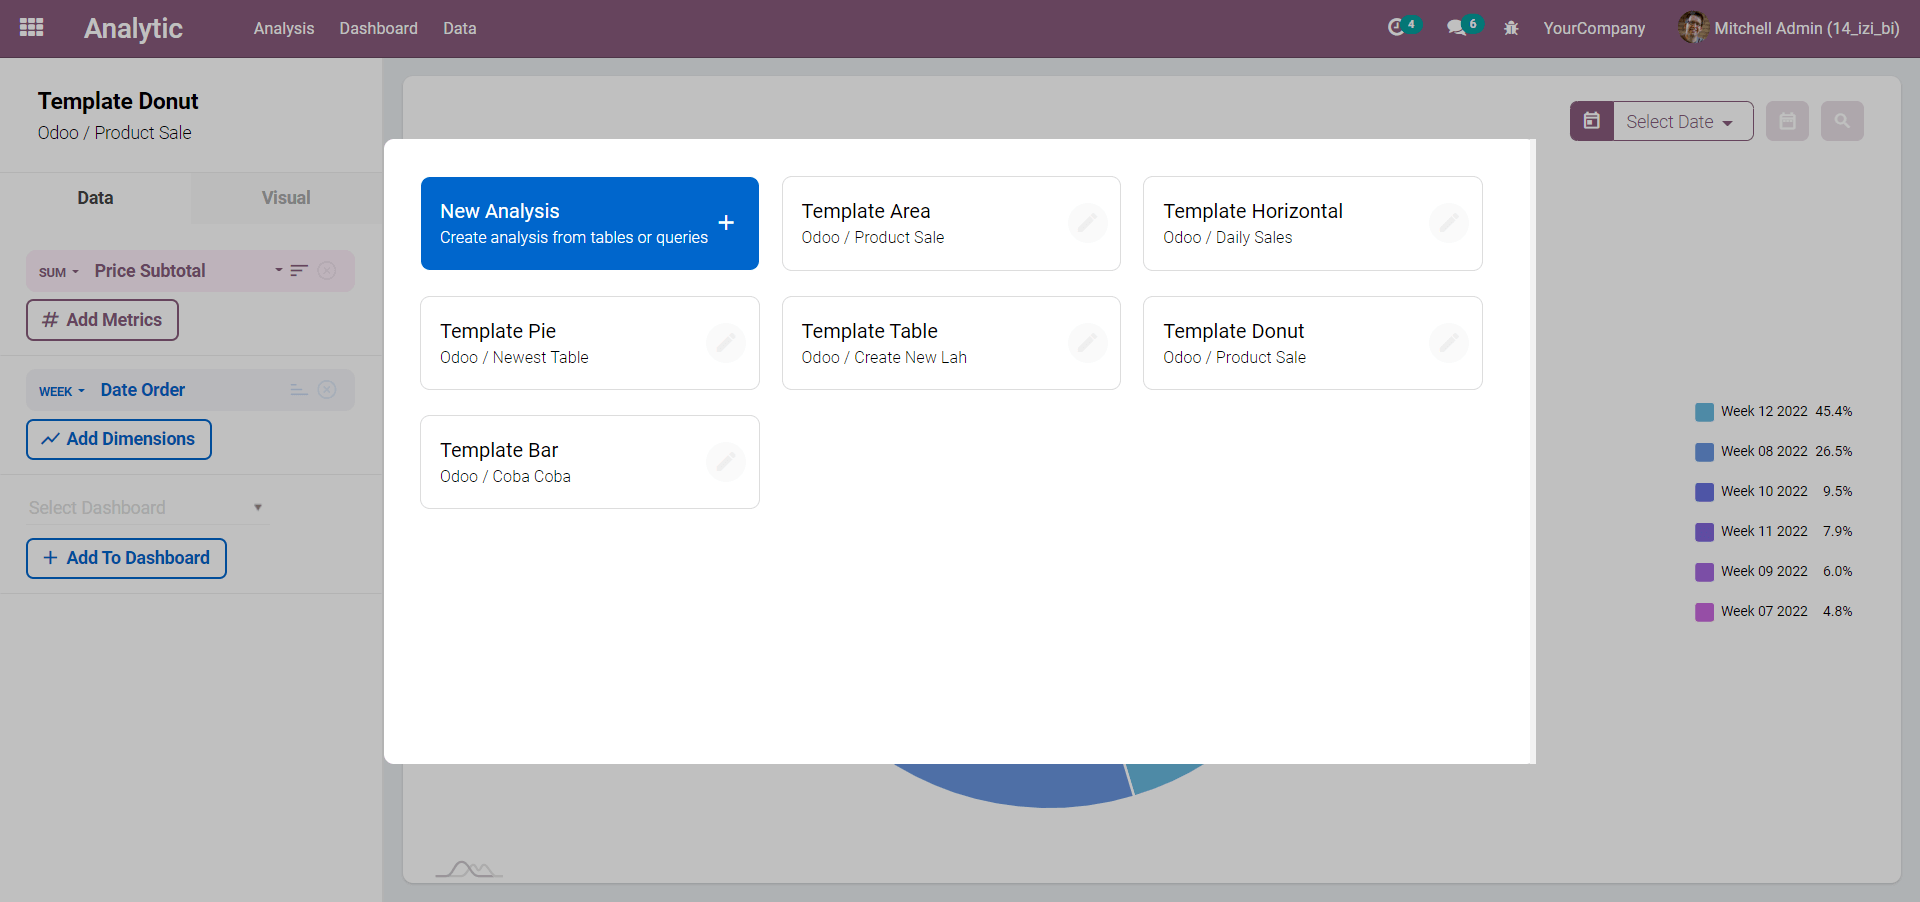 Analytic
Analysis
Dashboard
Data
4
6
YourCompany
Mitchell Admin (14_izi_bi)
Template Donut
Odoo / Product Sale
Data
Visual
SUM
Price Subtotal
# Add Metrics
WEEK
Date Order
Add Dimensions
Select Dashboard
+ Add To Dashboard
Select Date
New Analysis
Create analysis from tables or queries
+
Template Area
Odoo / Product Sale
Template Horizontal
Odoo / Daily Sales
Template Pie
Odoo / Newest Table
Template Table
Odoo / Create New Lah
Template Donut
Odoo / Product Sale
Template Bar
Odoo / Coba Coba
Week 12 2022 45.4%
Week 08 2022 26.5%
Week 10 2022 9.5%
Week 11 2022 7.9%
Week 09 2022 6.0%
Week 07 2022 4.8%